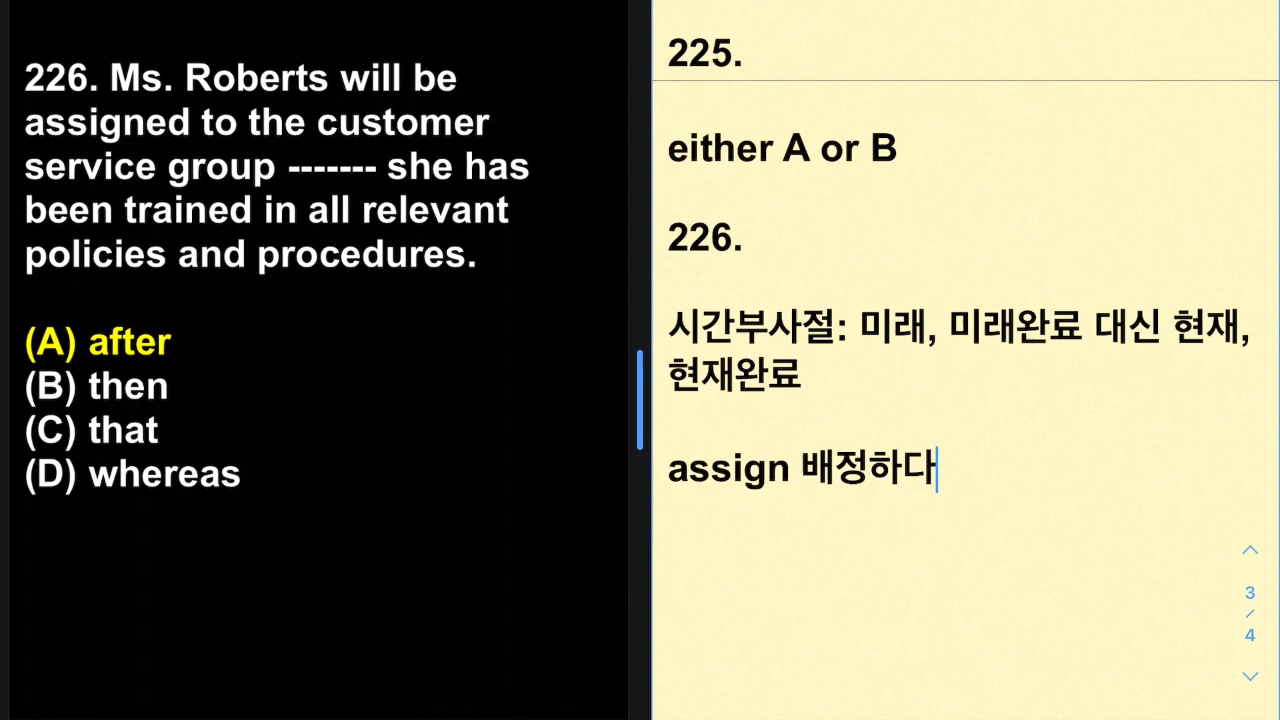 226. Ms. Roberts will be
assigned to the customer
service group ------- she has
been trained in all relevant
policies and procedures.
(A) after
(B) then
(C) that
(D) whereas
225.
either A or B
226.
시간부사절: 미래, 미래완료 대신 현재,
현재완료
assign 배정하다
3
/
4